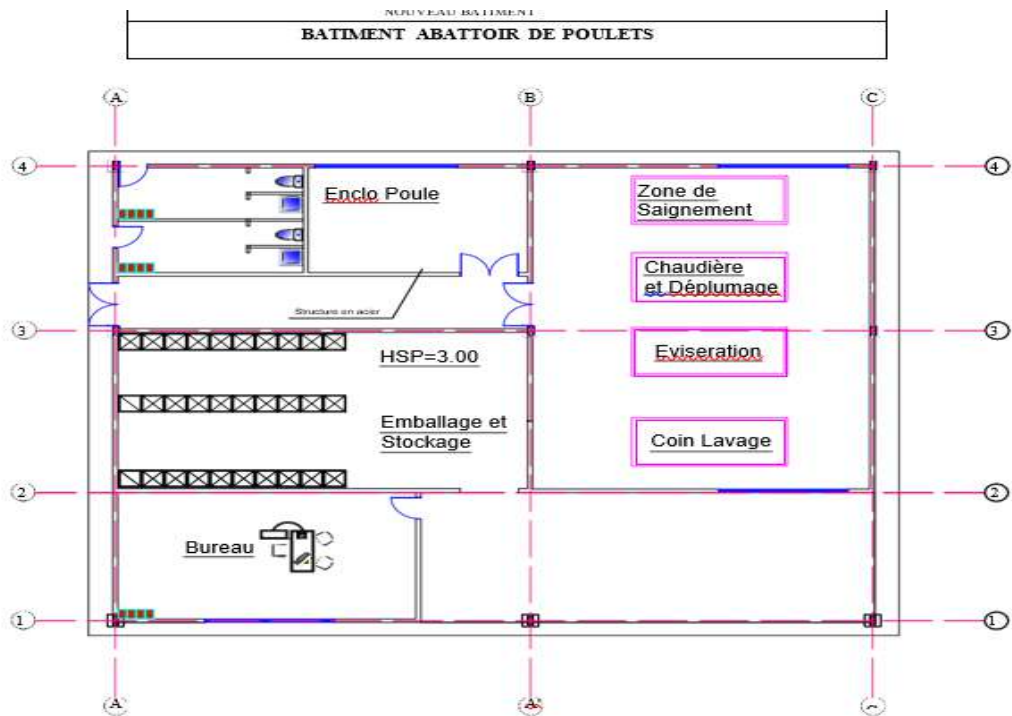 NOUVEAU BATIMENT
BATIMENT ABATTOIR DE POULETS
A B C
4 4
Enclo Poule
Zone de
Saignement
Chaudière
et Déplumage
Structure en acier
3 3
HSP=3.00
Eviseration
Emballage et
Stockage
Coin Lavage
2 2
Bureau
1 1
A